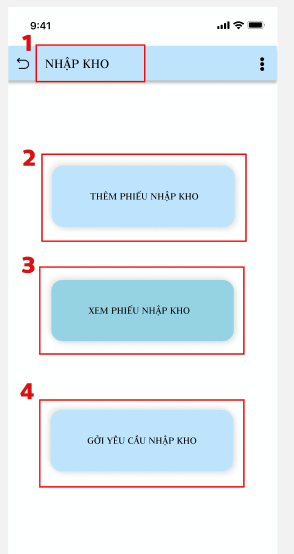 9:41
1
NHẬP KHO
2
THÊM PHIẾU NHẬP KHO
3
XEM PHIẾU NHẬP KHO
4
GỞI YÊU CẦU NHẬP KHO